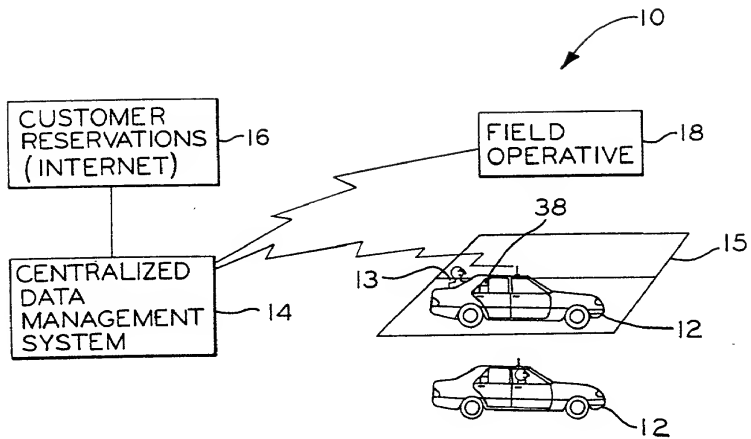 10
CUSTOMER
RESERVATIONS
(INTERNET)
16
FIELD
OPERATIVE
18
38
15
13
CENTRALIZED
DATA
MANAGEMENT
SYSTEM
14
12
12